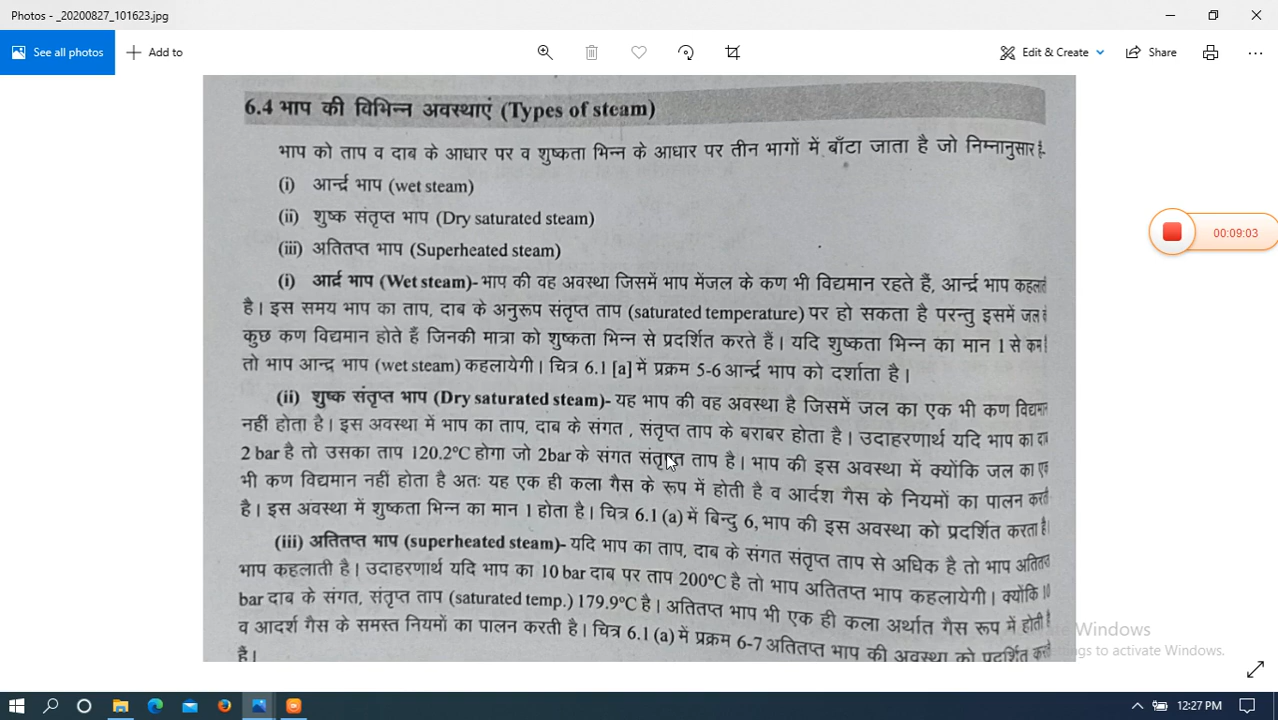 Photos - _20200827_101623.jpg
See all photos
Add to
Edit & Create
Share
6.4 भाप की विभिन्न अवस्थाएं (Types of steam)
भाप को ताप व दाब के आधार पर व शुष्कता भिन्न के आधार पर तीन भागों में बाँटा जाता है जो निम्नानुसार है-
(i) आर्न्द्र भाप (wet steam)
(ii) शुष्क संतृप्त भाप (Dry saturated steam)
(iii) अतितप्त भाप (Superheated steam)
00:09:03
(i) आर्द्र भाप (Wet steam)- भाप की वह अवस्था जिसमें भाप मेंजल के कण भी विद्यमान रहते हैं, आर्न्द्र भाप
है। इस समय भाप का ताप, दाब के अनुरूप संतृप्त ताप (saturated temperature) पर हो सकता है परन्तु इसमें जल
कुछ कण विद्यमान होते हैं जिनकी मात्रा को शुष्कता भिन्न से प्रदर्शित करते हैं। यदि शुष्कता भिन्न का मान 1 से कम
तो भाप आन्द्र भाप (wet steam) कहलायेगी। चित्र 6.1 [a] में प्रक्रम 5-6 आर्न्द्र भाप को दर्शाता है।
(ii) शुष्क संतृप्त भाप (Dry saturated steam)- यह भाप की वह अवस्था है जिसमें जल का एक भी कण
नहीं होता है। इस अवस्था में भाप का ताप, दाब के संगत , संतृप्त ताप के बराबर होता है। उदाहरणार्थ यदि भाप का
2 bar है तो उसका ताप 120.2°C होगा जो 2bar के संगत संतृप्त ताप है। भाप की इस अवस्था में क्योंकि जल का
भी कण विद्यमान नहीं होता है अतः यह एक ही कला गैस के रूप में होती है व आर्दश गैस के नियमों का पालन
है। इस अवस्था में शुष्कता भिन्न का मान 1 होता है। चित्र 6.1 (a) में बिन्दु 6, भाप की इस अवस्था को प्रदर्शित करता है।
(iii) अतितप्त भाप (superheated steam)- यदि भाप का ताप, दाब के संगत संतृप्त ताप से अधिक है तो भाप
भाप कहलाती है। उदाहरणार्थ यदि भाप का 10 bar दाब पर ताप 200°C है तो भाप अतितप्त भाप कहलायेगी। क्योंकि 10
bar दाब के संगत, संतृप्त ताप (saturated temp.) 179.9°C है। अतितप्त भाप भी एक ही कला अर्थात गैस रूप में होती है
व आदर्श गैस के समस्त नियमों का पालन करती है। चित्र 6.1 (a) में प्रक्रम 6-7 अतितप्त भाप की अवस्था को प्रदर्शित
हैं।
Windows
to activate Windows.
12:27 PM